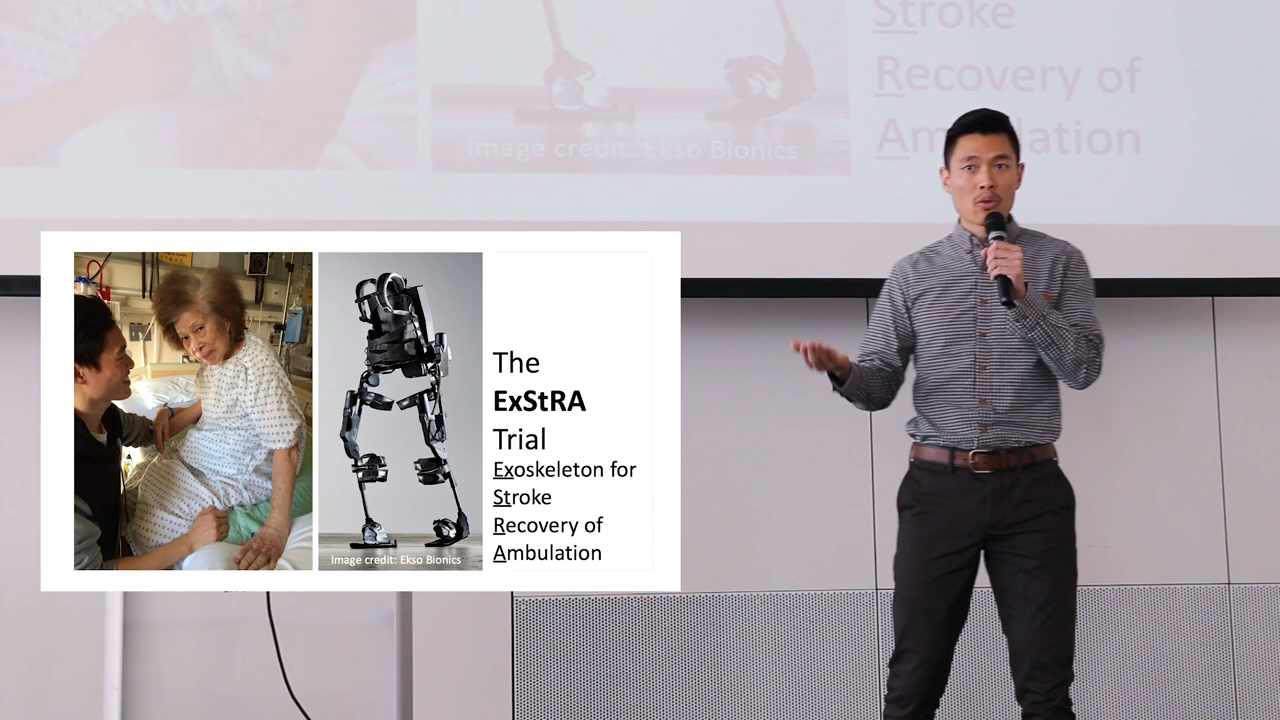 Stroke
Recovery of
Image credit: Ekso Bionics
The
ExStRA
Trial
Exoskeleton for
Stroke
Recovery of
Ambulation
Image credit: Ekso Bionics